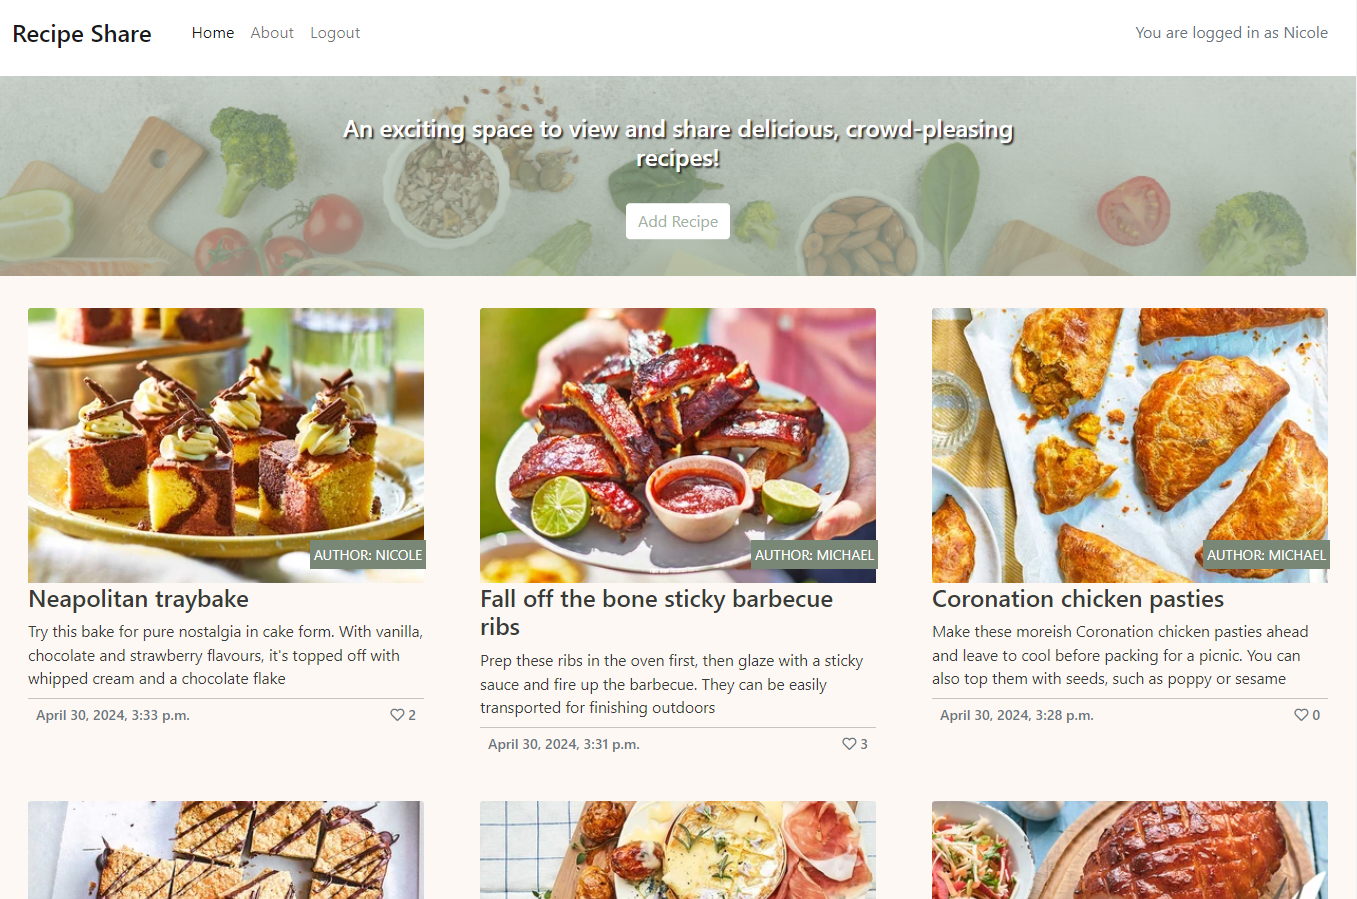 Recipe Share Home About Logout You are logged in as Nicole
An exciting space to view and share delicious, crowd-pleasing
recipes!
Add Recipe
AUTHOR: NICOLE
Neapolitan traybake
Try this bake for pure nostalgia in cake form. With vanilla,
chocolate and strawberry flavours, it's topped off with
whipped cream and a chocolate flake
April 30, 2024, 3:33 p.m. 2
AUTHOR: MICHAEL
Fall off the bone sticky barbecue
ribs
Prep these ribs in the oven first, then glaze with a sticky
sauce and fire up the barbecue. They can be easily
transported for finishing outdoors
April 30, 2024, 3:31 p.m. 3
AUTHOR: MICHAEL
Coronation chicken pasties
Make these moreish Coronation chicken pasties ahead
and leave to cool before packing for a picnic. You can
also top them with seeds, such as poppy or sesame
April 30, 2024, 3:28 p.m. 0